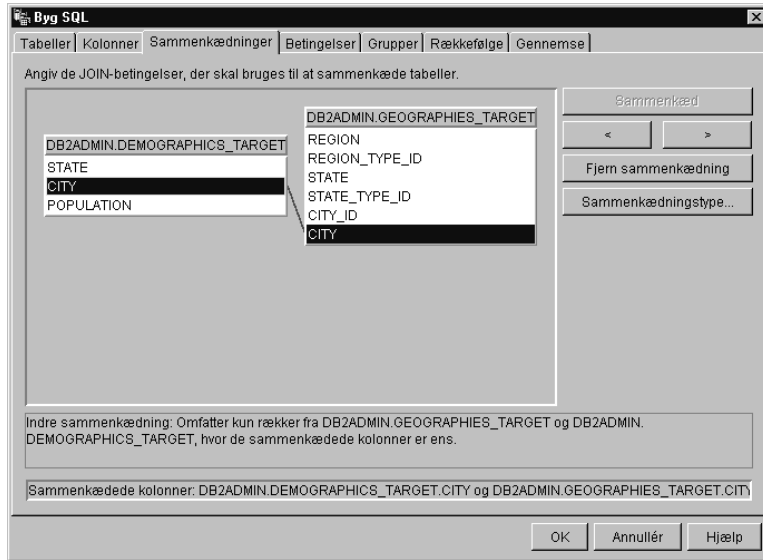 Byg SQL
Tabeller Kolonner Sammenkædninger Betingelser Grupper Rækkefølge Gennemse
Angiv de JOIN-betingelser, der skal bruges til at sammenkæde tabeller.
DB2ADMIN.DEMOGRAPHICS_TARGET
STATE
CITY
POPULATION
DB2ADMIN.GEOGRAPHIES_TARGET
REGION
REGION_TYPE_ID
STATE
STATE_TYPE_ID
CITY_ID
CITY
Sammenkæd
< >
Fjern sammenkædning
Sammenkædningstype...
Indre sammenkædning: Omfatter kun rækker fra DB2ADMIN.GEOGRAPHIES_TARGET og DB2ADMIN.
DEMOGRAPHICS_TARGET, hvor de sammenkædede kolonner er ens.
Sammenkædede kolonner: DB2ADMIN.DEMOGRAPHICS_TARGET.CITY og DB2ADMIN.GEOGRAPHIES_TARGET.CITY
OK Annullér Hjælp